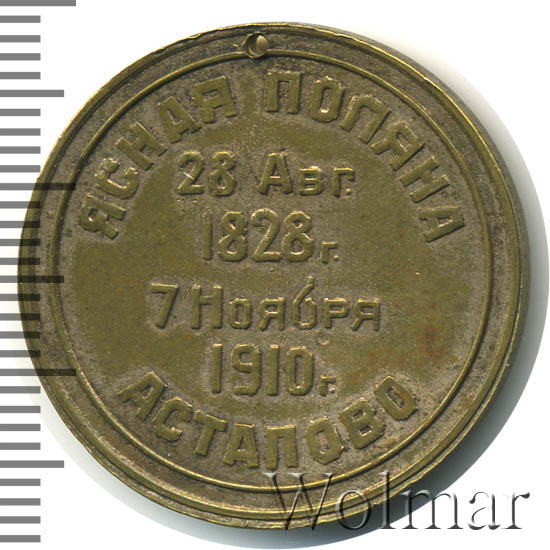 ЯСНАЯ ПОЛЯНА
28 Авг.
1828 г.
7 Ноября
1910 г.
АСТАПОВО
Wolmar